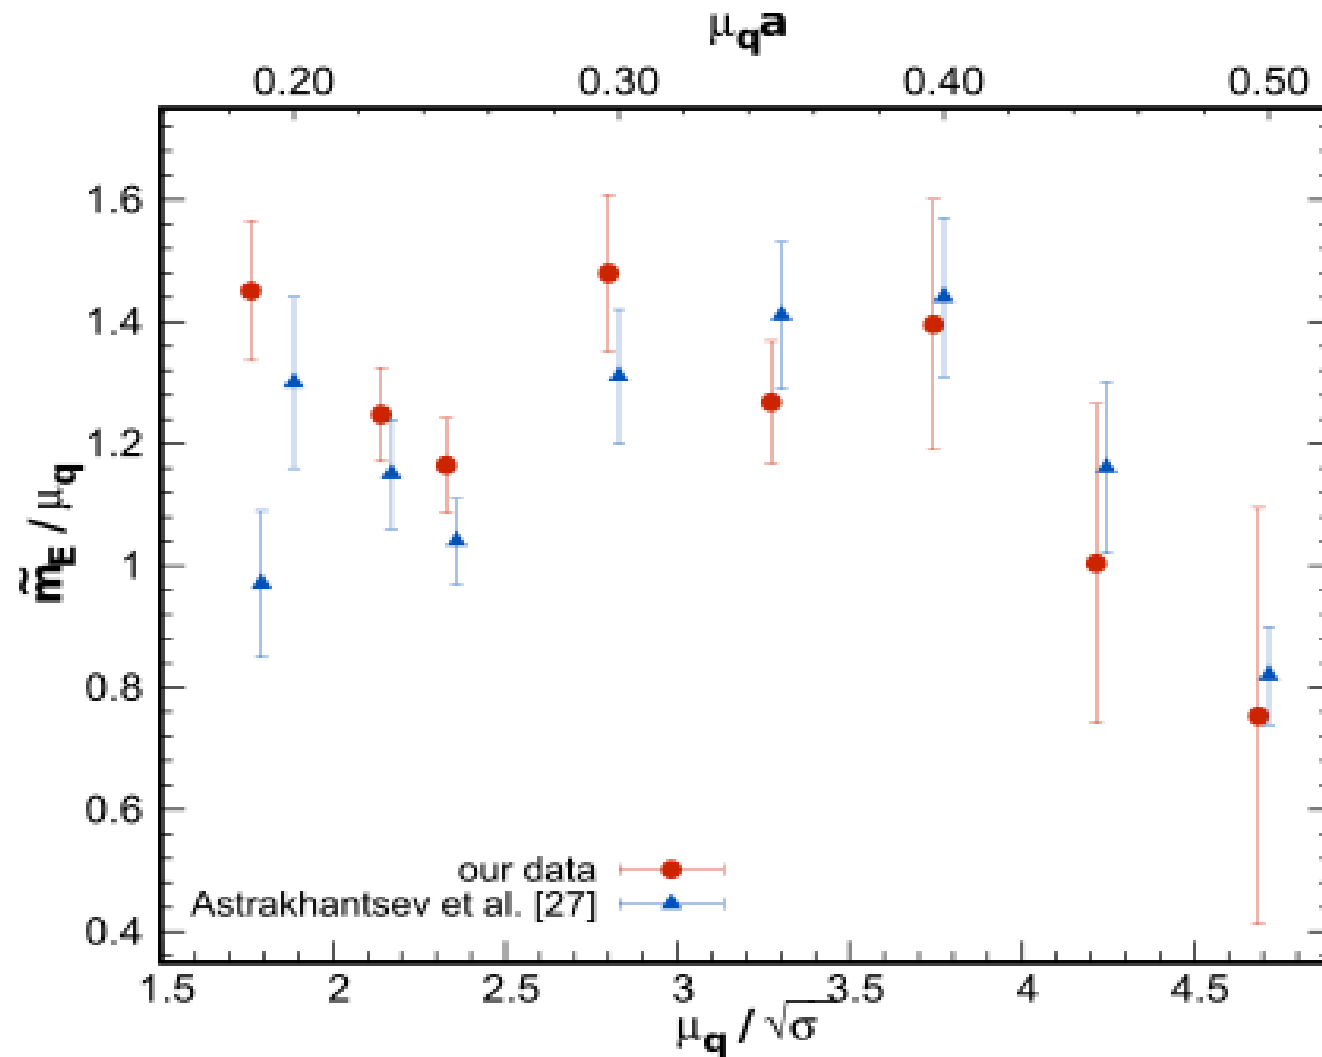 μqa
0.20 0.30 0.40 0.50
1.6
1.4
1.2
1
0.8
0.6
0.4
m̃E / μq
our data
Astrakhantsev et al. [27]
1.5 2 2.5 3 3.5 4 4.5
μq / √σ